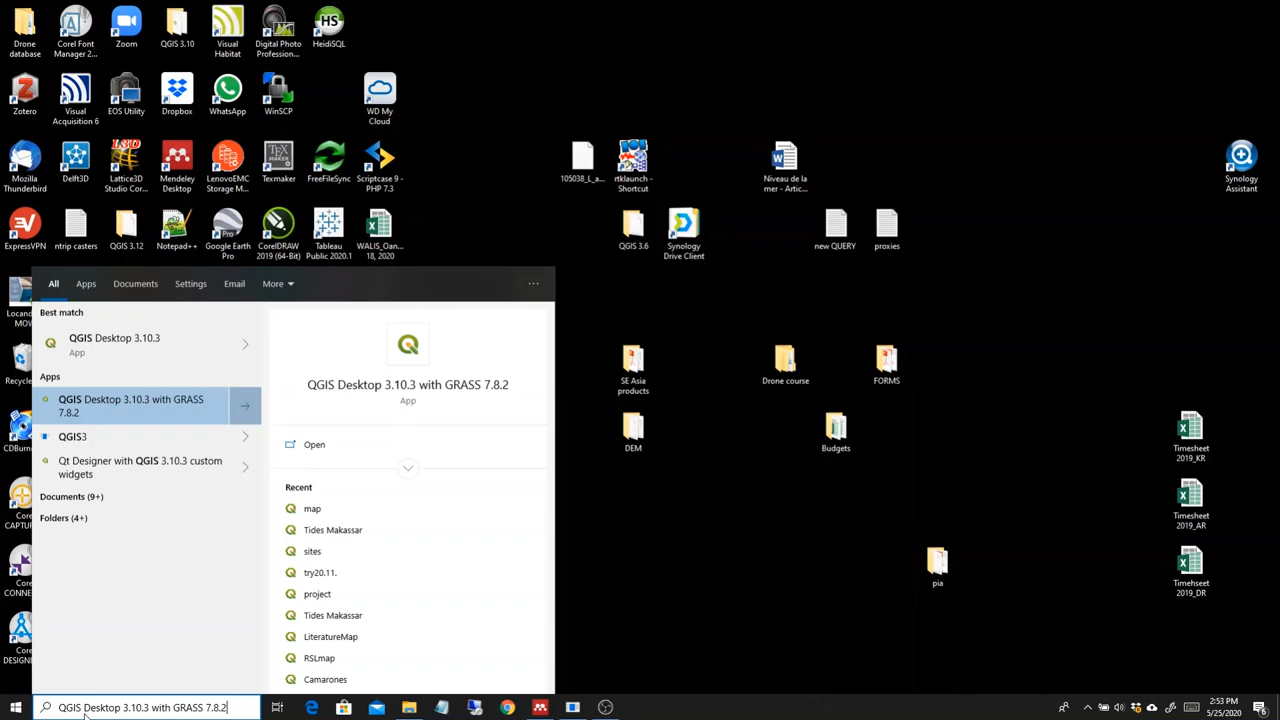 Drone database
Corel Font Manager 2...
Zoom
QGIS 3.10
Visual Habitat
Digital Photo Profession...
HeidiSQL
HS
Zotero
Visual Acquisition 6
EOS Utility
Dropbox
WhatsApp
WinSCP
WD My Cloud
Mozilla Thunderbird
Delft3D
Lattice3D Studio Cor...
Mendeley Desktop
LenovoEMC Storage M...
Texmaker
FreeFileSync
Scriptcase 9 - PHP 7.3
105038_L_a...
rtklaunch - Shortcut
Niveau de la mer - Artic...
Synology Assistant
ExpressVPN
ntrip casters
QGIS 3.12
Notepad++
Google Earth Pro
CorelDRAW 2019 (64-Bit)
Tableau Public 2020.1
WALIS_Oan... 18, 2020
QGIS 3.6
Synology Drive Client
new QUERY
proxies
All
Apps
Documents
Settings
Email
More
Best match
QGIS Desktop 3.10.3
App
Apps
QGIS Desktop 3.10.3 with GRASS
7.8.2
QGIS3
Qt Designer with QGIS 3.10.3 custom
widgets
Documents (9+)
Folders (4+)
QGIS Desktop 3.10.3 with GRASS 7.8.2
App
Open
Recent
map
Tides Makassar
sites
try20.11.
project
Tides Makassar
LiteratureMap
RSLmap
Camarones
SE Asia products
Drone course
FORMS
DEM
Budgets
Timesheet 2019_KR
Timesheet 2019_AR
pia
Timehseet 2019_DR
QGIS Desktop 3.10.3 with GRASS 7.8.2
2:53 PM
5/25/2020